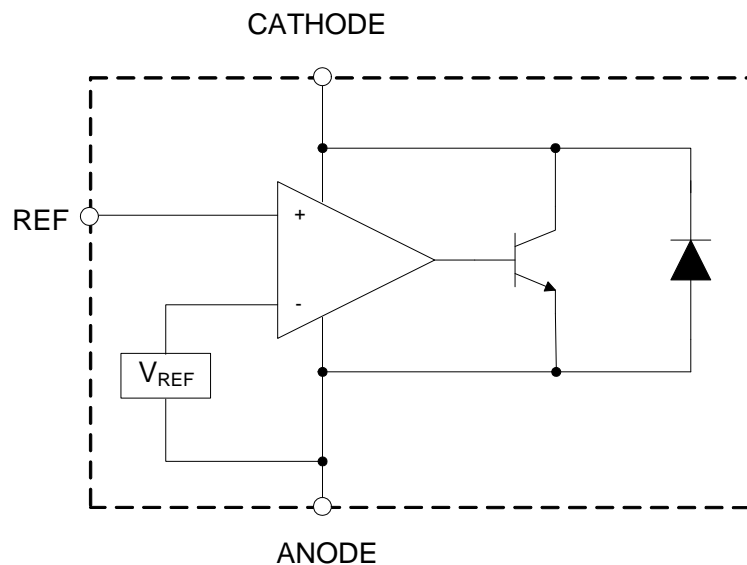 CATHODE
REF
+
-
VREF
ANODE